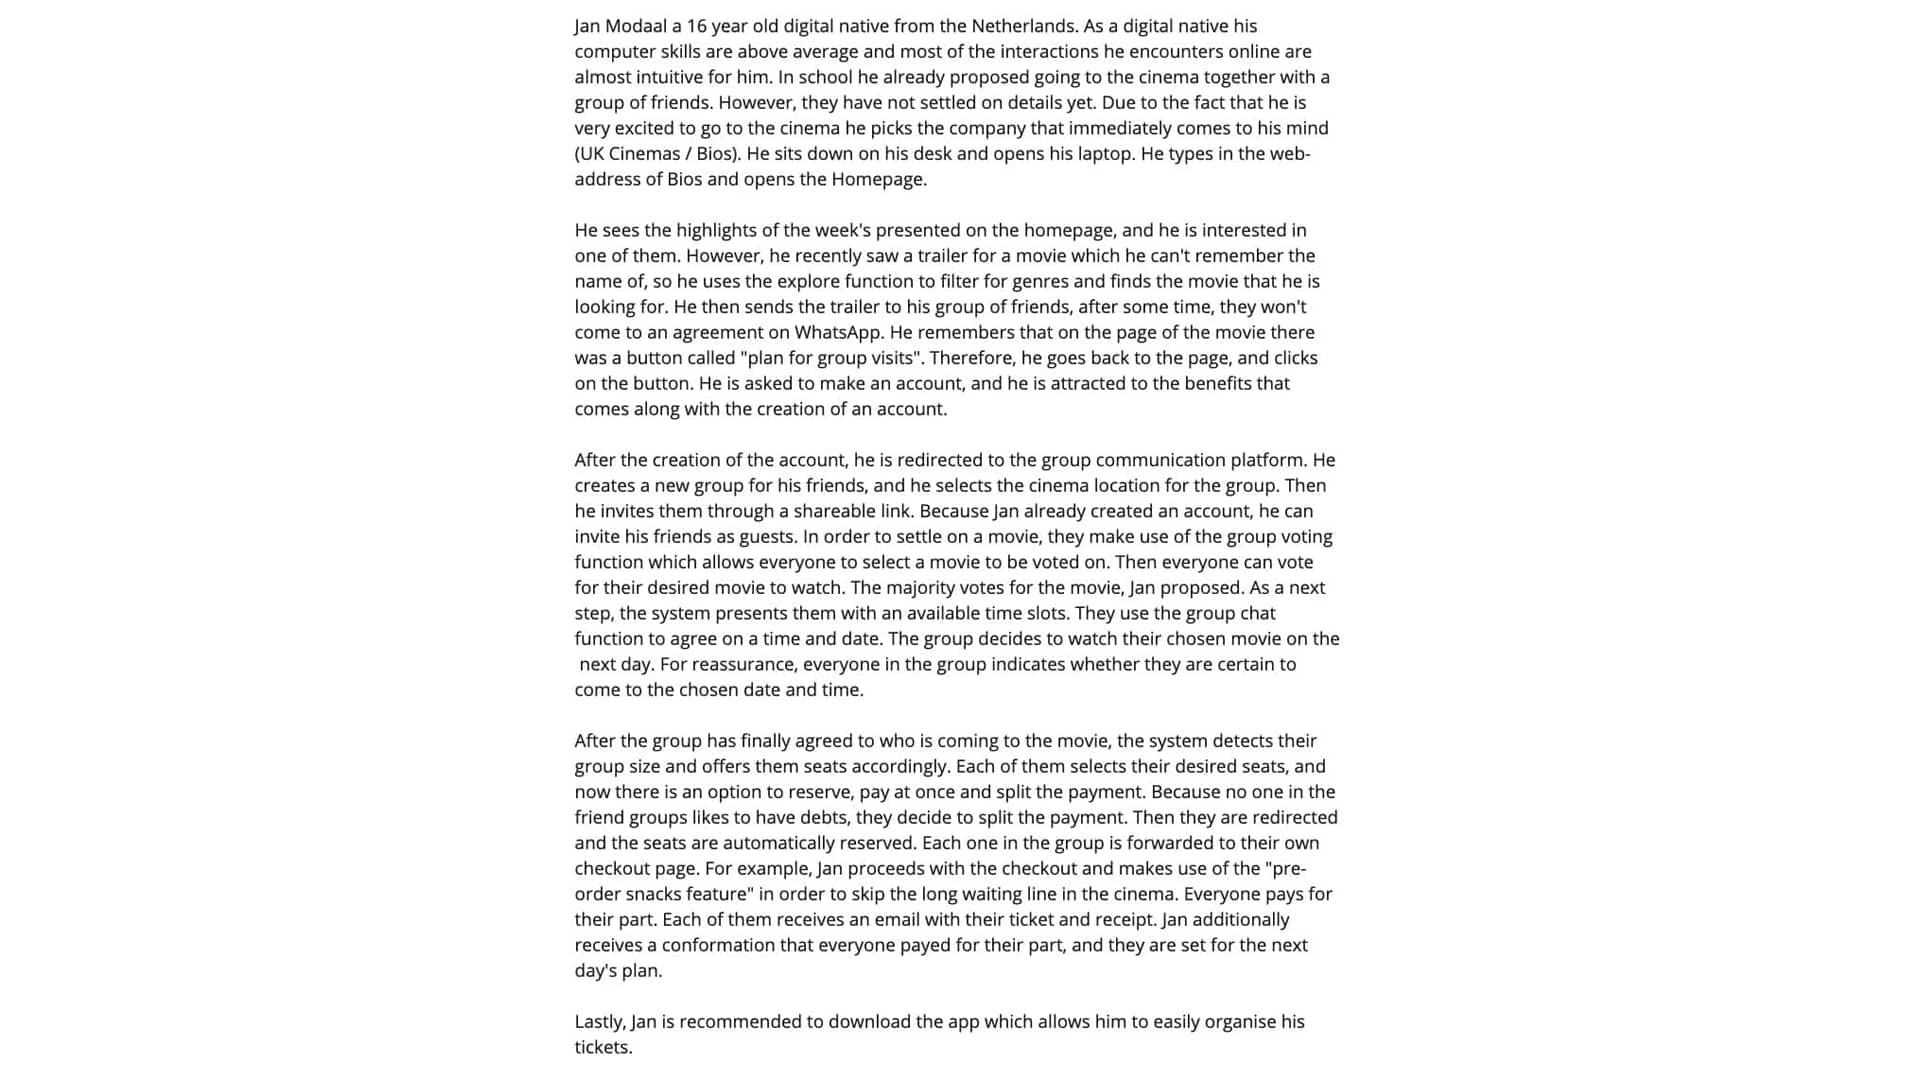 Jan Modaal a 16 year old digital native from the Netherlands. As a digital native his
computer skills are above average and most of the interactions he encounters online are
almost intuitive for him. In school he already proposed going to the cinema together with a
group of friends. However, they have not settled on details yet. Due to the fact that he is
very excited to go to the cinema he picks the company that immediately comes to his mind
(UK Cinemas / Bios). He sits down on his desk and opens his laptop. He types in the web-
address of Bios and opens the Homepage.
He sees the highlights of the week's presented on the homepage, and he is interested in
one of them. However, he recently saw a trailer for a movie which he can't remember the
name of, so he uses the explore function to filter for genres and finds the movie that he is
looking for. He then sends the trailer to his group of friends, after some time, they won't
come to an agreement on WhatsApp. He remembers that on the page of the movie there
was a button called "plan for group visits". Therefore, he goes back to the page, and clicks
on the button. He is asked to make an account, and he is attracted to the benefits that
comes along with the creation of an account.
After the creation of the account, he is redirected to the group communication platform. He
creates a new group for his friends, and he selects the cinema location for the group. Then
he invites them through a shareable link. Because Jan already created an account, he can
invite his friends as guests. In order to settle on a movie, they make use of the group voting
function which allows everyone to select a movie to be voted on. Then everyone can vote
for their desired movie to watch. The majority votes for the movie, Jan proposed. As a next
step, the system presents them with an available time slots. They use the group chat
function to agree on a time and date. The group decides to watch their chosen movie on the
next day. For reassurance, everyone in the group indicates whether they are certain to
come to the chosen date and time.
After the group has finally agreed to who is coming to the movie, the system detects their
group size and offers them seats accordingly. Each of them selects their desired seats, and
now there is an option to reserve, pay at once and split the payment. Because no one in the
friend groups likes to have debts, they decide to split the payment. Then they are redirected
and the seats are automatically reserved. Each one in the group is forwarded to their own
checkout page. For example, Jan proceeds with the checkout and makes use of the "pre-
order snacks feature" in order to skip the long waiting line in the cinema. Everyone pays for
their part. Each of them receives an email with their ticket and receipt. Jan additionally
receives a conformation that everyone payed for their part, and they are set for the next
day's plan.
Lastly, Jan is recommended to download the app which allows him to easily organise his
tickets.